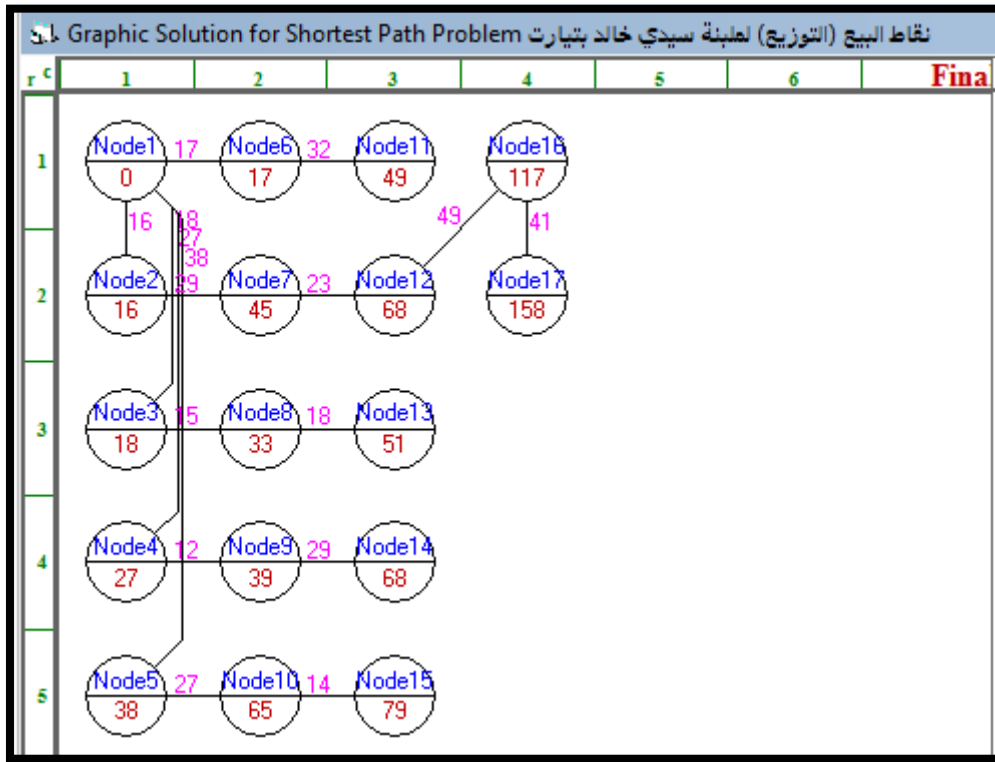 Graphic Solution for Shortest Path Problem نقاط البيع (التوزيع) لملبنة سيدي خالد بتيارت
r c 1 2 3 4 5 6 Final
1 Node1 17 Node6 32 Node11 Node16
0 17 49 117
16 18 49 41
27
38
2 Node2 29 Node7 23 Node12 Node17
16 45 68 158
3 Node3 15 Node8 18 Node13
18 33 51
4 Node4 12 Node9 29 Node14
27 39 68
5 Node5 27 Node10 14 Node15
38 65 79